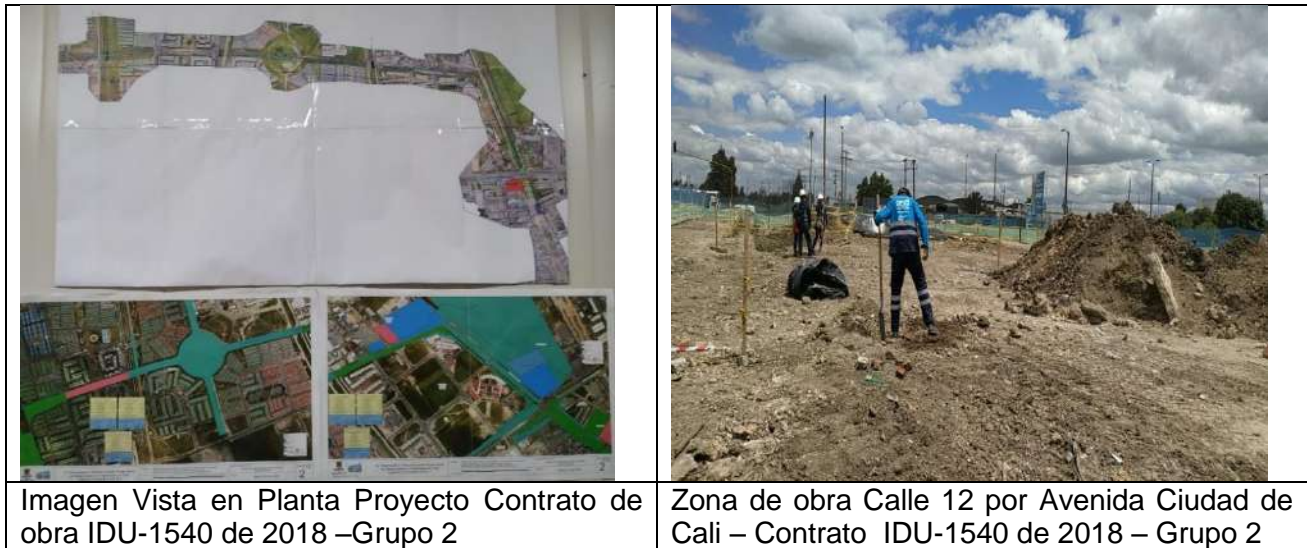 Imagen Vista en Planta Proyecto Contrato de
obra IDU-1540 de 2018 –Grupo 2
Zona de obra Calle 12 por Avenida Ciudad de
Cali – Contrato IDU-1540 de 2018 – Grupo 2